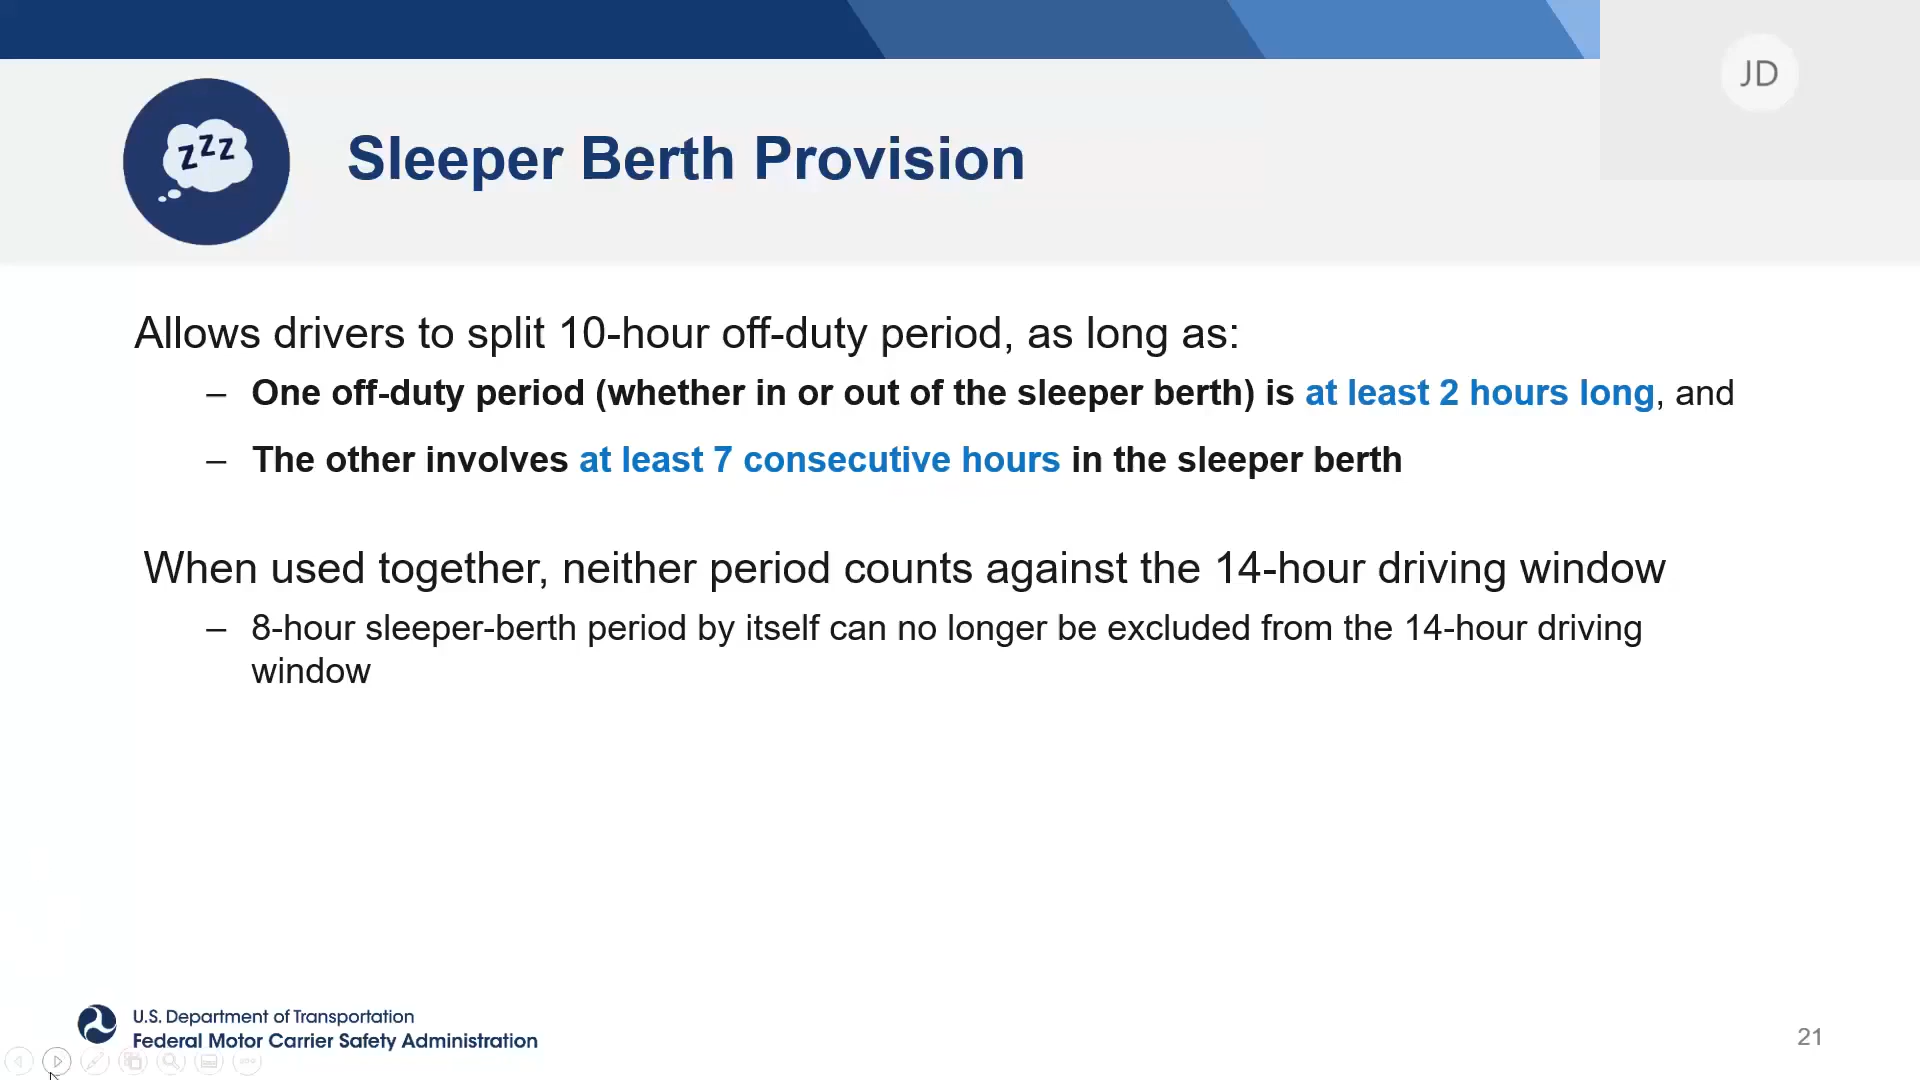 JD
zzz
Sleeper Berth Provision
Allows drivers to split 10-hour off-duty period, as long as:
– One off-duty period (whether in or out of the sleeper berth) is at least 2 hours long, and
– The other involves at least 7 consecutive hours in the sleeper berth
When used together, neither period counts against the 14-hour driving window
– 8-hour sleeper-berth period by itself can no longer be excluded from the 14-hour driving
window
U.S. Department of Transportation
Federal Motor Carrier Safety Administration
21